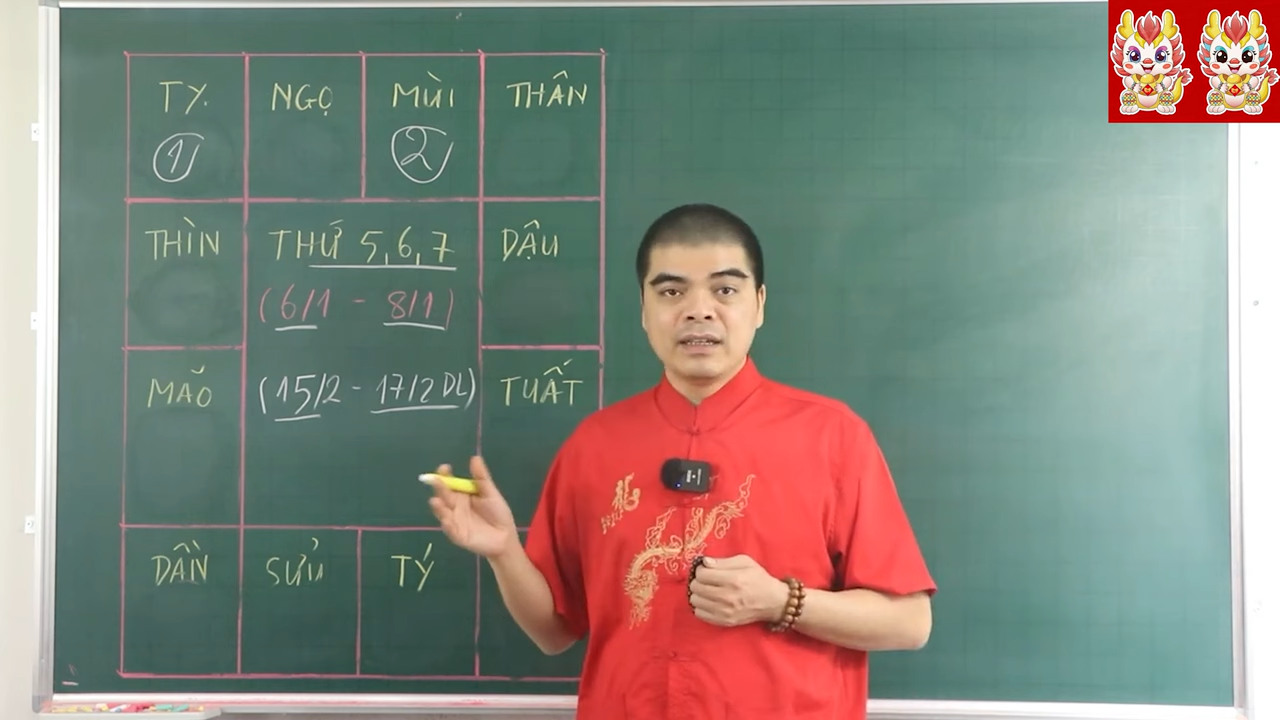 TỴ NGỌ MÙI THÂN
1 2
THÌN THỨ 5,6,7 DẬU
(6/1 - 8/1)
MÃO (15/2 - 17/2 DL) TUẤT
DẦN SỬU TÝ
龍